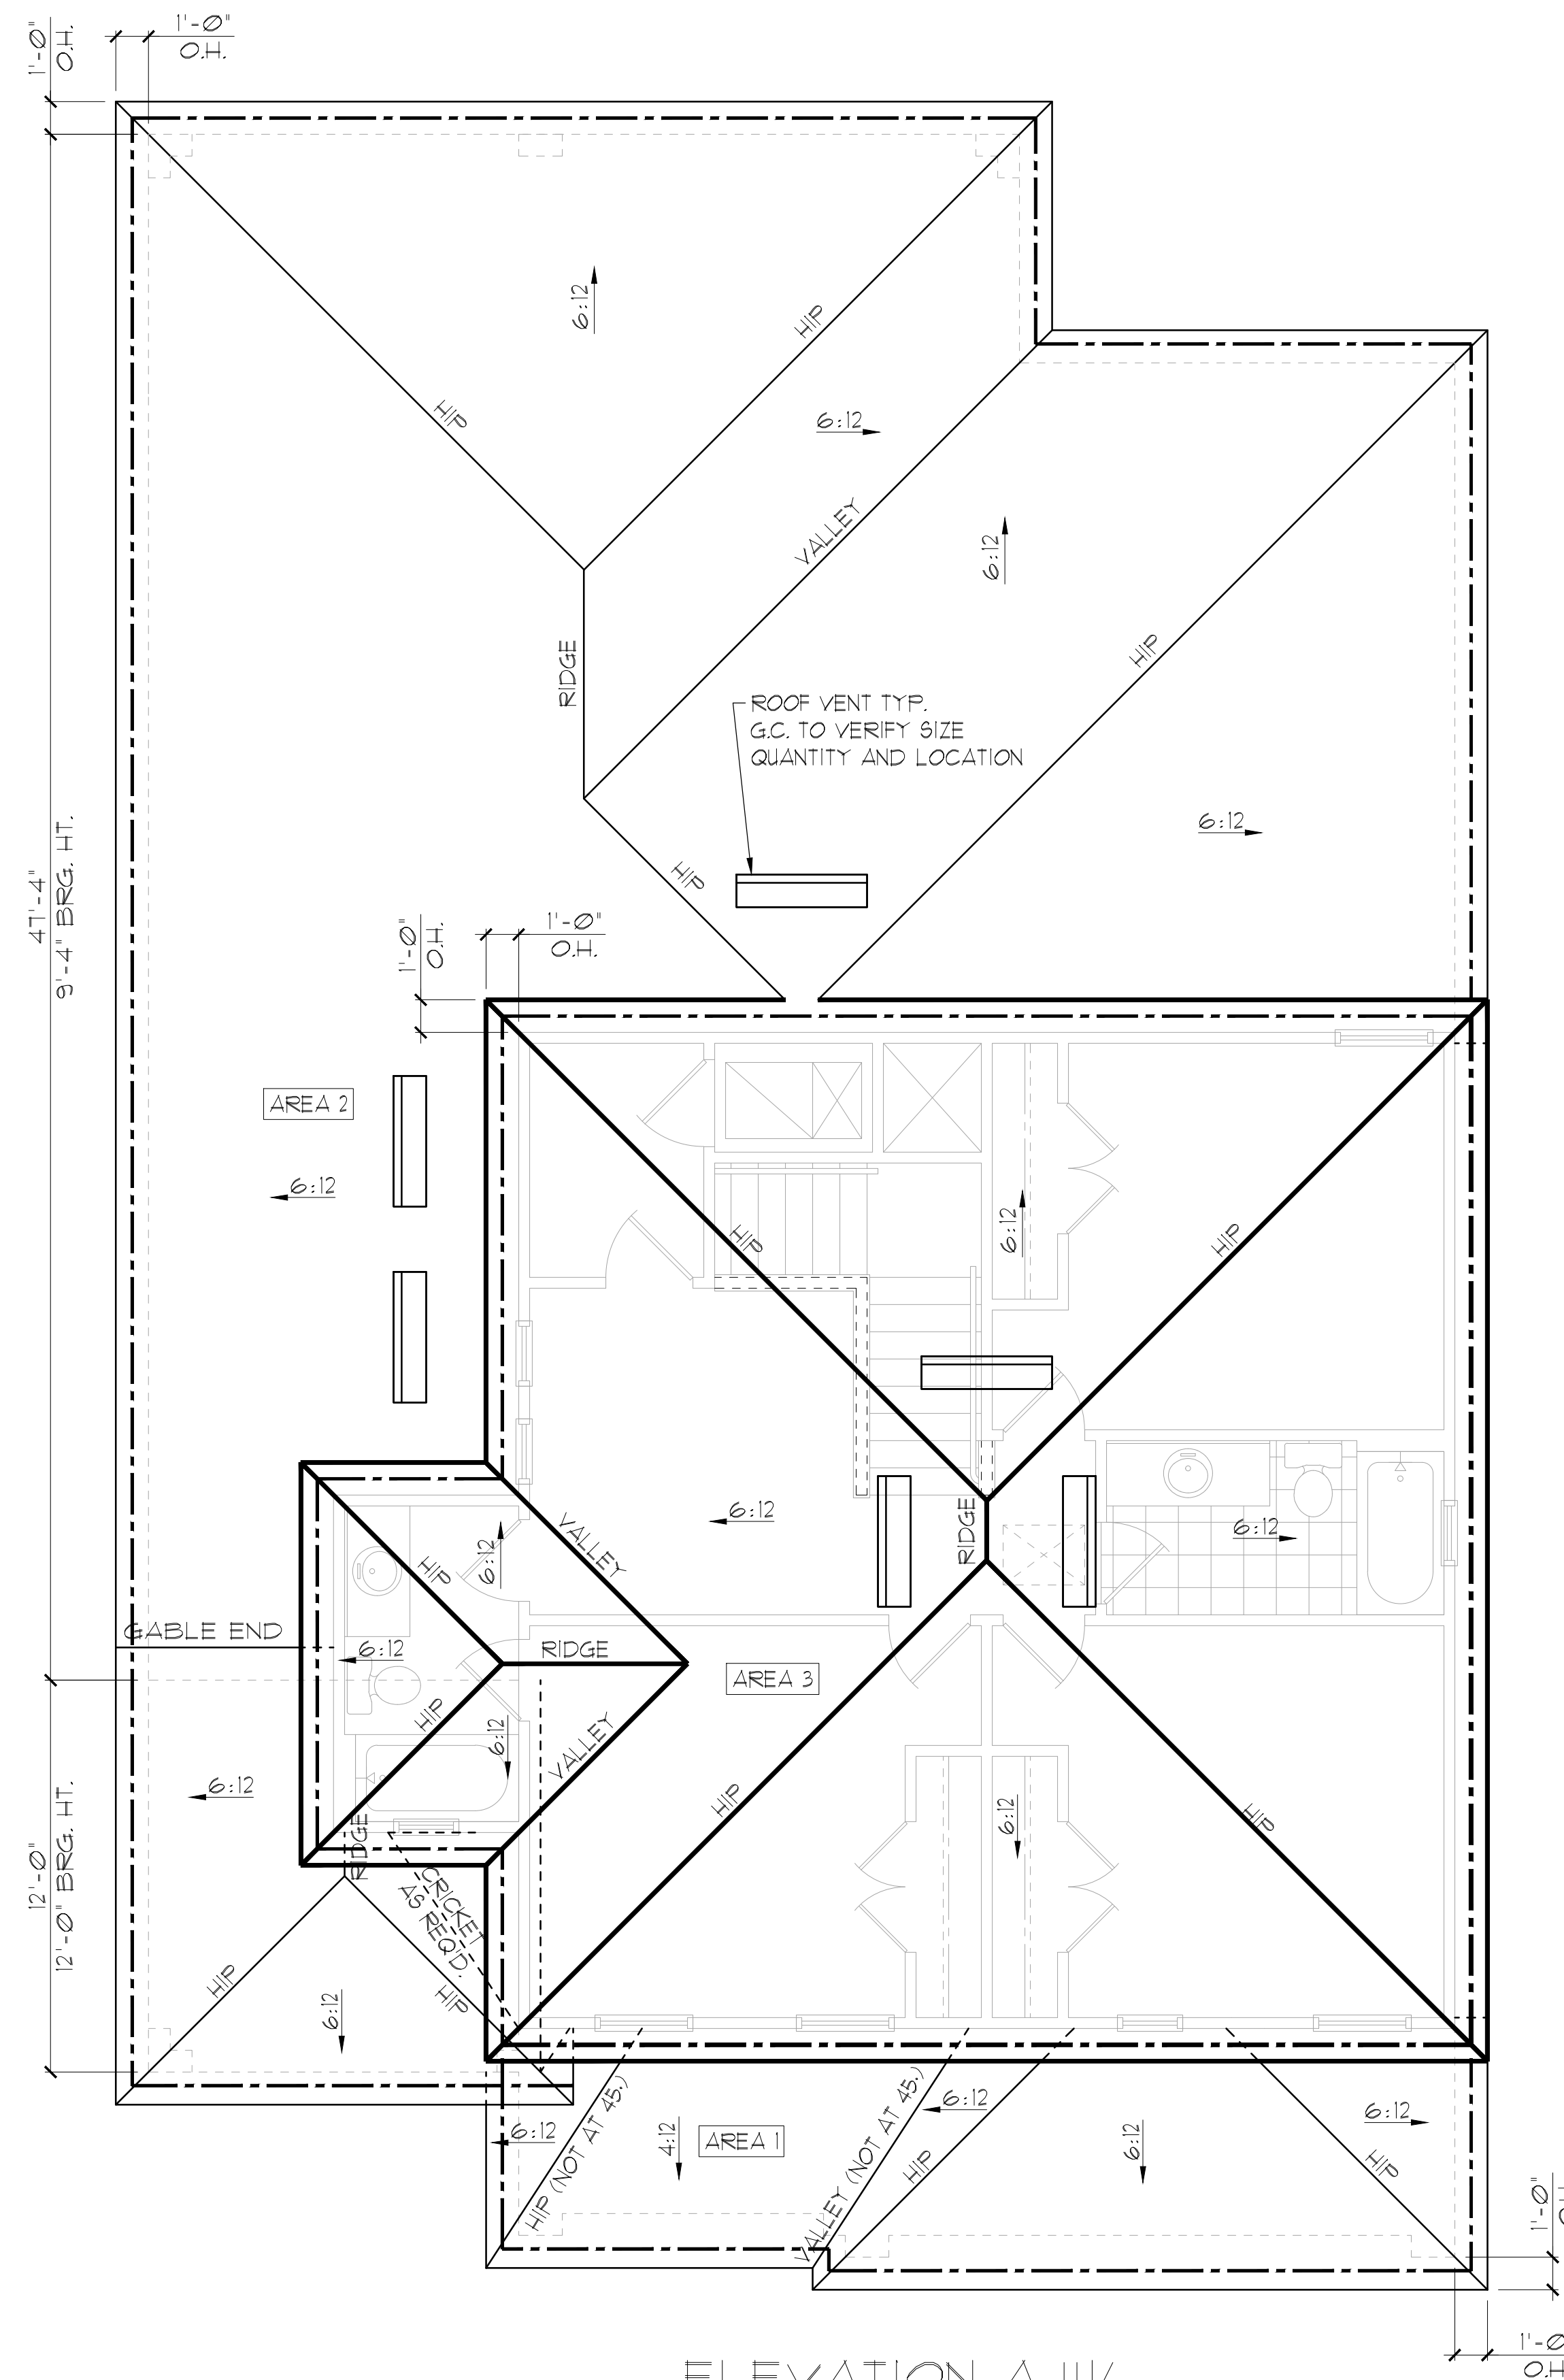 1'-0"
O.H.
1'-0"
O.H.
6:12
HIP
HIP
6:12
VALLEY
6:12
HIP
RIDGE
ROOF VENT TYP.
G.C. TO VERIFY SIZE
QUANTITY AND LOCATION
6:12
HIP
47'-4"
9'-4" BRG. HT.
1'-0"
O.H.
1'-0"
O.H.
AREA 2
6:12
HIP
6:12
HIP
6:12
RIDGE
6:12
VALLEY
6:12
HIP
GABLE END
6:12
RIDGE
AREA 3
HIP
6:12
VALLEY
6:12
RIDGE
HIP
6:12
HIP
12'-0"
12'-0" BRG. HT.
CRICKET
AS REQ'D.
HIP
HIP
6:12
6:12
HIP (NOT AT 45.)
4:12
AREA 1
VALLEY (NOT AT 45.)
6:12
HIP
6:12
6:12
HIP
1'-0"
1'-0
O.H
ELEVATION A